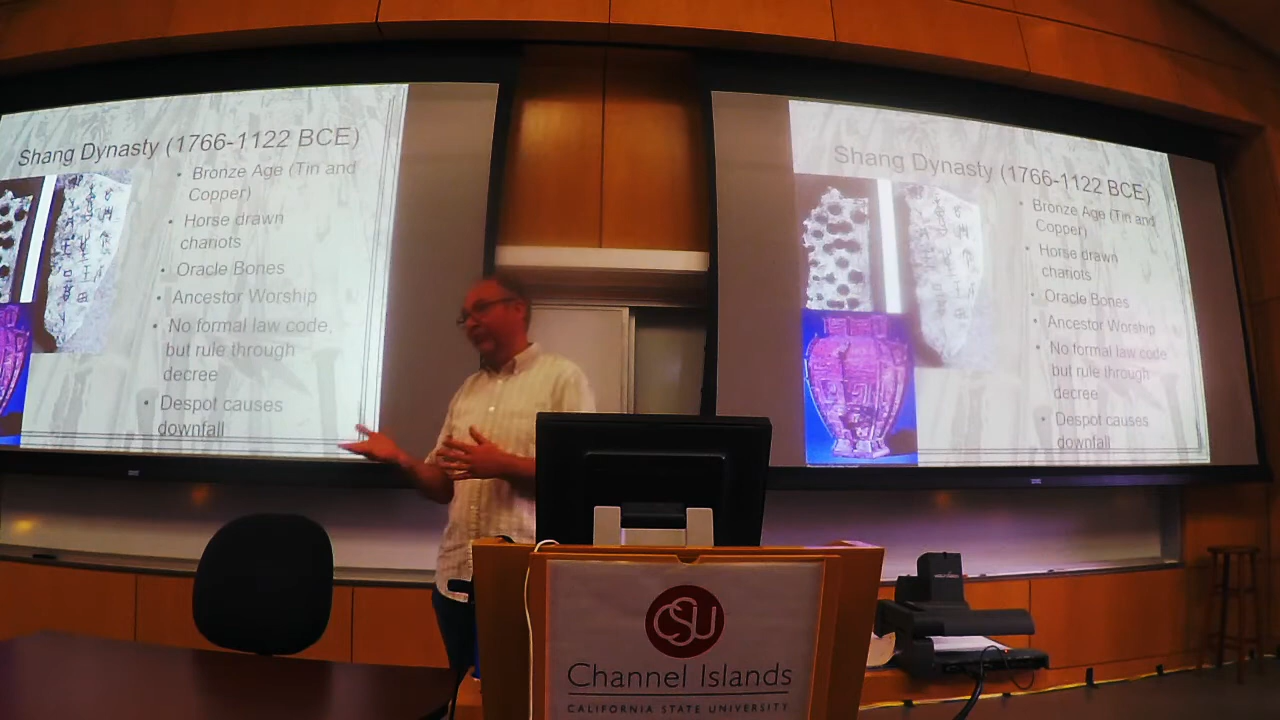 Shang Dynasty (1766-1122 BCE)
• Bronze Age (Tin and
Copper)
• Horse drawn
chariots
• Oracle Bones
• Ancestor Worship
• No formal law code,
but rule through
decree
• Despot causes
downfall
Shang Dynasty (1766-1122 BCE)
• Bronze Age (Tin and
Copper)
• Horse drawn
chariots
• Oracle Bones
• Ancestor Worship
• No formal law code
but rule through
decree
• Despot causes
downfall
CSU
Channel Islands
CALIFORNIA STATE UNIVERSITY